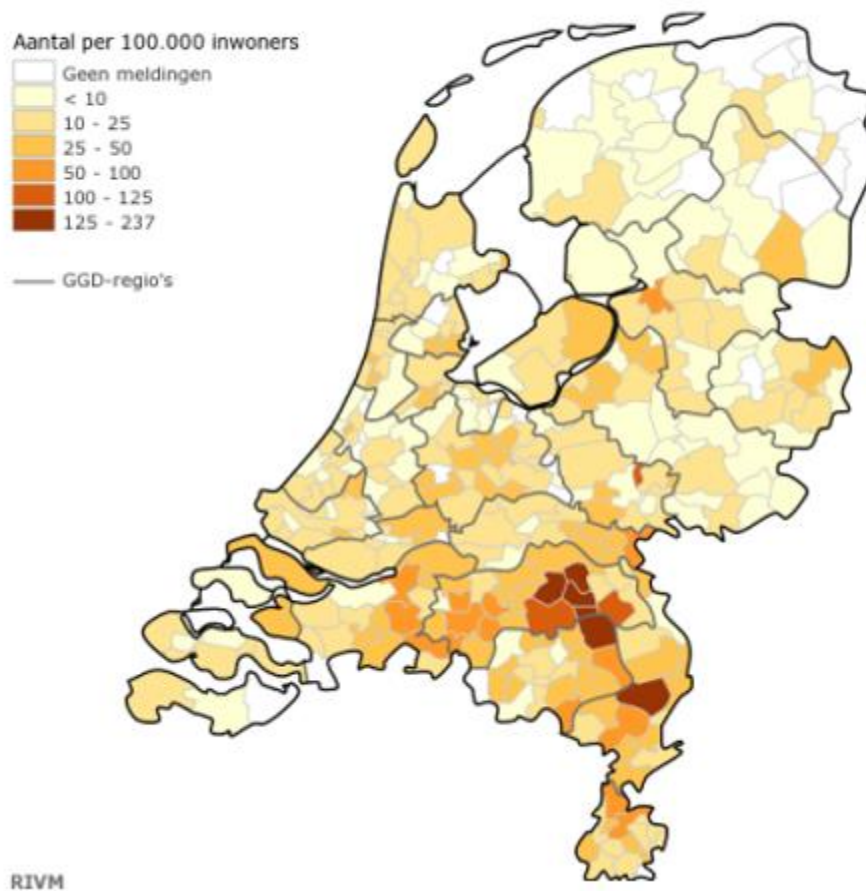 Aantal per 100.000 inwoners
Geen meldingen
< 10
10 - 25
25 - 50
50 - 100
100 - 125
125 - 237
GGD-regio's
RIVM